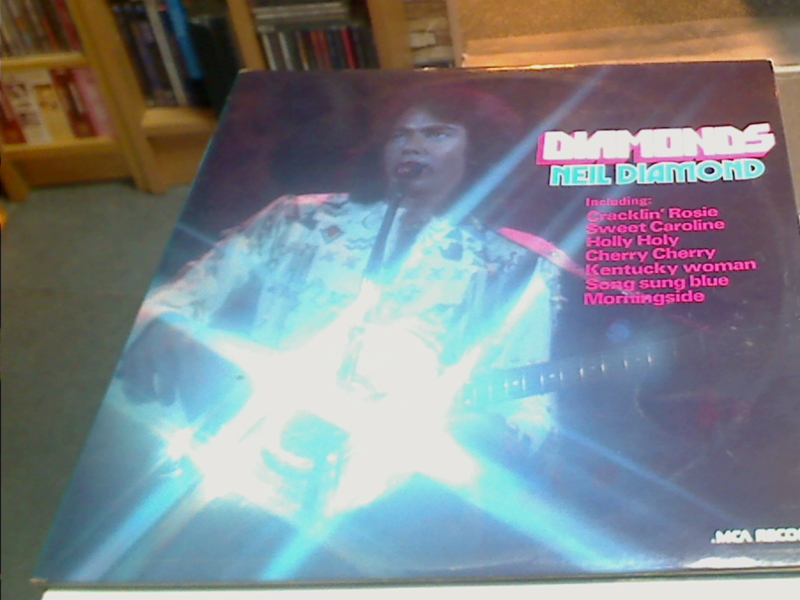 DIAMONDS
NEIL DIAMOND
Including:
Cracklin' Rosie
Sweet Caroline
Holly Holy
Cherry Cherry
Kentucky woman
Song sung blue
Morningside
MCA RECO